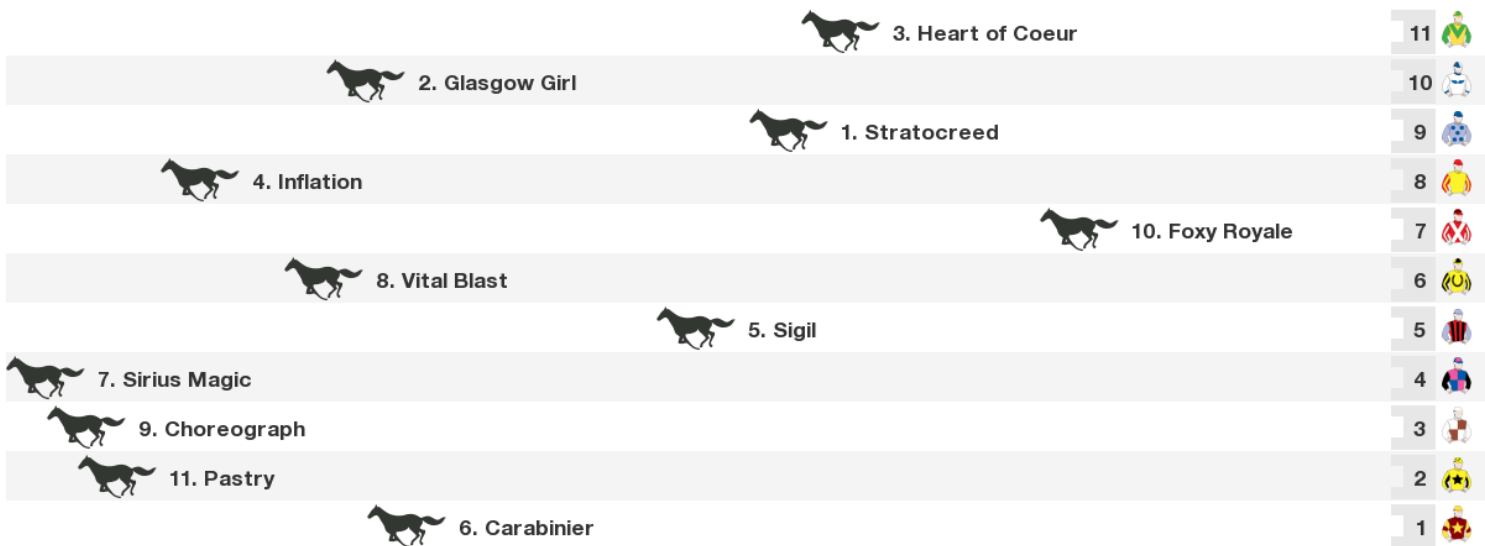 3. Heart of Coeur 11
2. Glasgow Girl 10
1. Stratocreed 9
4. Inflation 8
10. Foxy Royale 7
8. Vital Blast 6
5. Sigil 5
7. Sirius Magic 4
9. Choreograph 3
11. Pastry 2
6. Carabinier 1